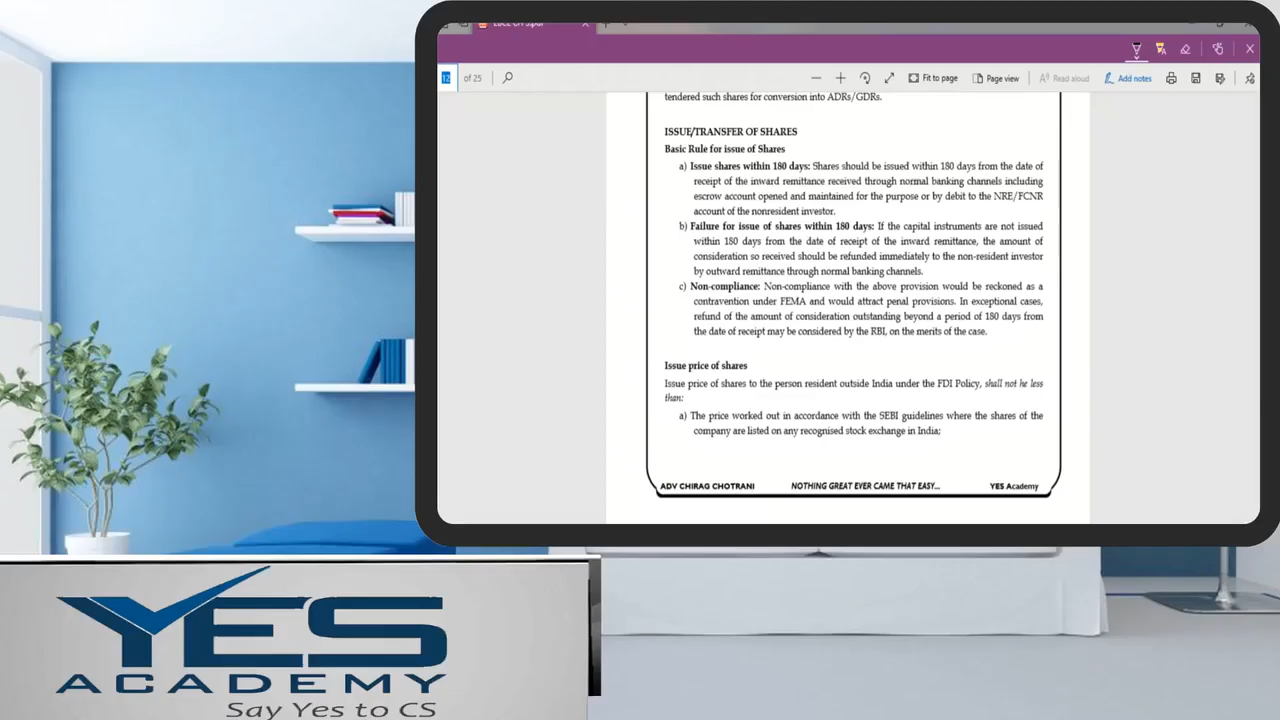 12 of 25
Fit to page
Page view
Read aloud
Add notes
tendered such shares for conversion into ADRs/GDRs.
ISSUE/TRANSFER OF SHARES
Basic Rule for issue of Shares
a) Issue shares within 180 days: Shares should be issued within 180 days from the date of
receipt of the inward remittance received through normal banking channels including
escrow account opened and maintained for the purpose or by debit to the NRE/FCNR
account of the nonresident investor.
b) Failure for issue of shares within 180 days: If the capital instruments are not issued
within 180 days from the date of receipt of the inward remittance, the amount of
consideration so received should be refunded immediately to the non-resident investor
by outward remittance through normal banking channels.
c) Non-compliance: Non-compliance with the above provision would be reckoned as a
contravention under FEMA and would attract penal provisions. In exceptional cases,
refund of the amount of consideration outstanding beyond a period of 180 days from
the date of receipt may be considered by the RBI, on the merits of the case.
Issue price of shares
Issue price of shares to the person resident outside India under the FDI Policy, shall not he less
than:
a) The price worked out in accordance with the SEBI guidelines where the shares of the
company are listed on any recognised stock exchange in India;
ADV CHIRAG CHOTRANI NOTHING GREAT EVER CAME THAT EASY... YES Academy
YES
ACADEMY
Say Yes to CS